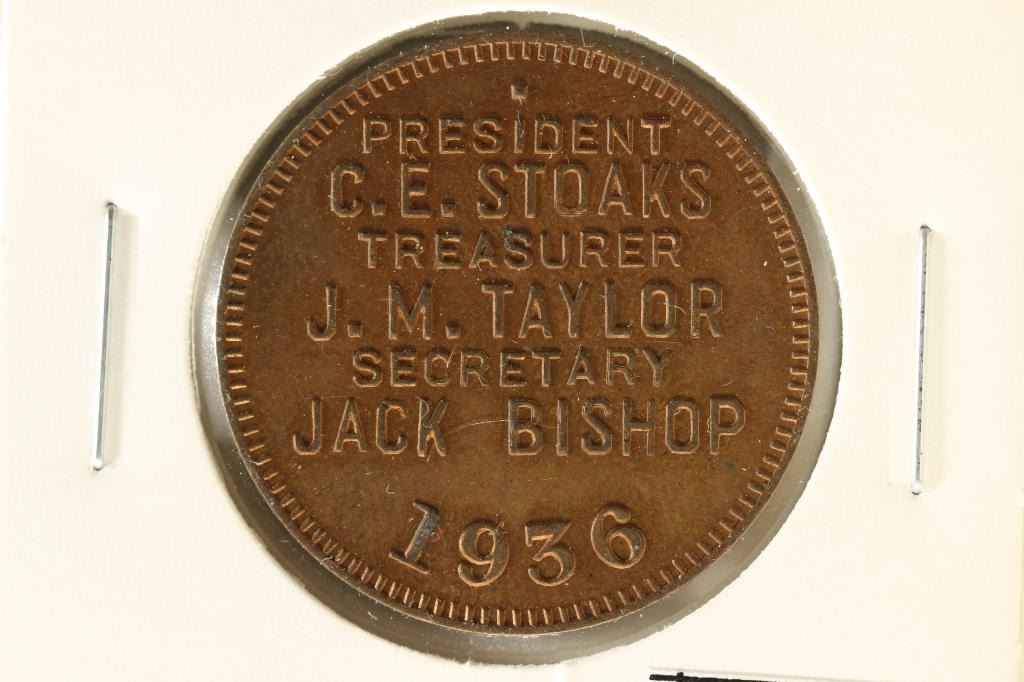 PRESIDENT
C.E. STOAKS
TREASURER
J. M. TAYLOR
SECRETARY
JACK BISHOP
1936